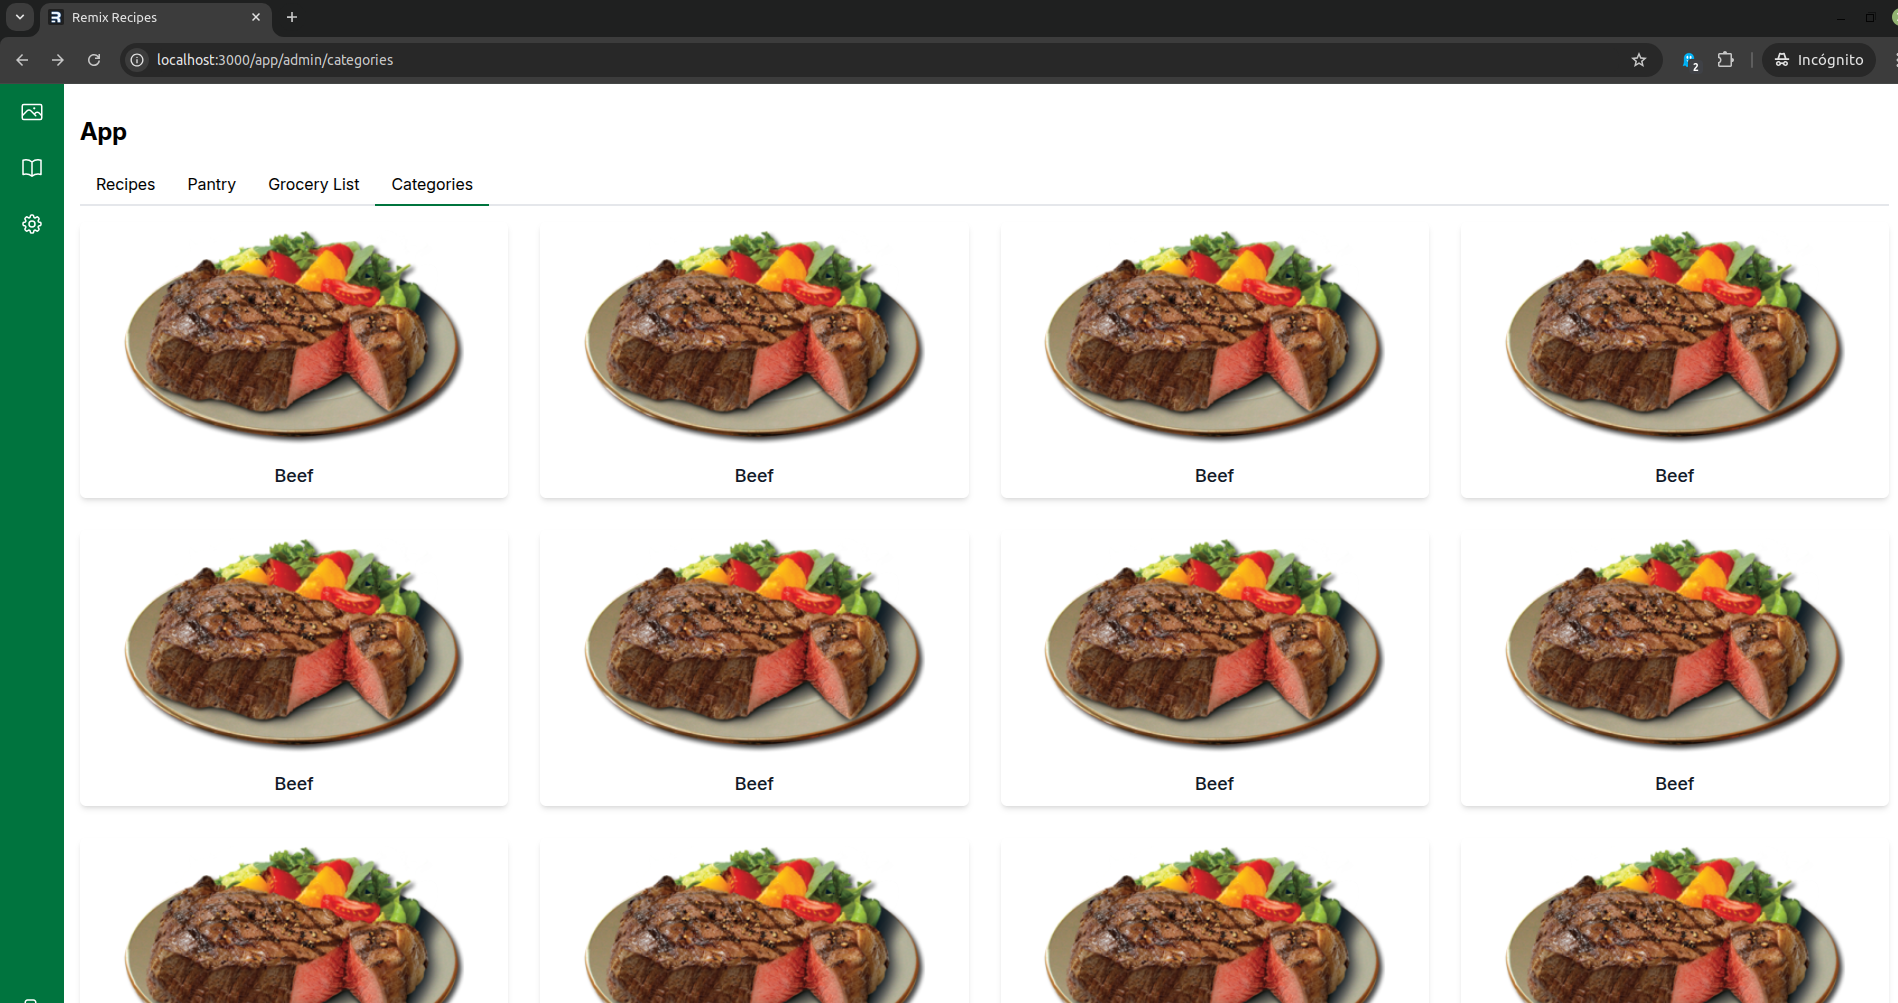 Remix Recipes
localhost:3000/app/admin/categories
2
Incógnito
App
Recipes Pantry Grocery List Categories
Beef Beef Beef Beef
Beef Beef Beef Beef